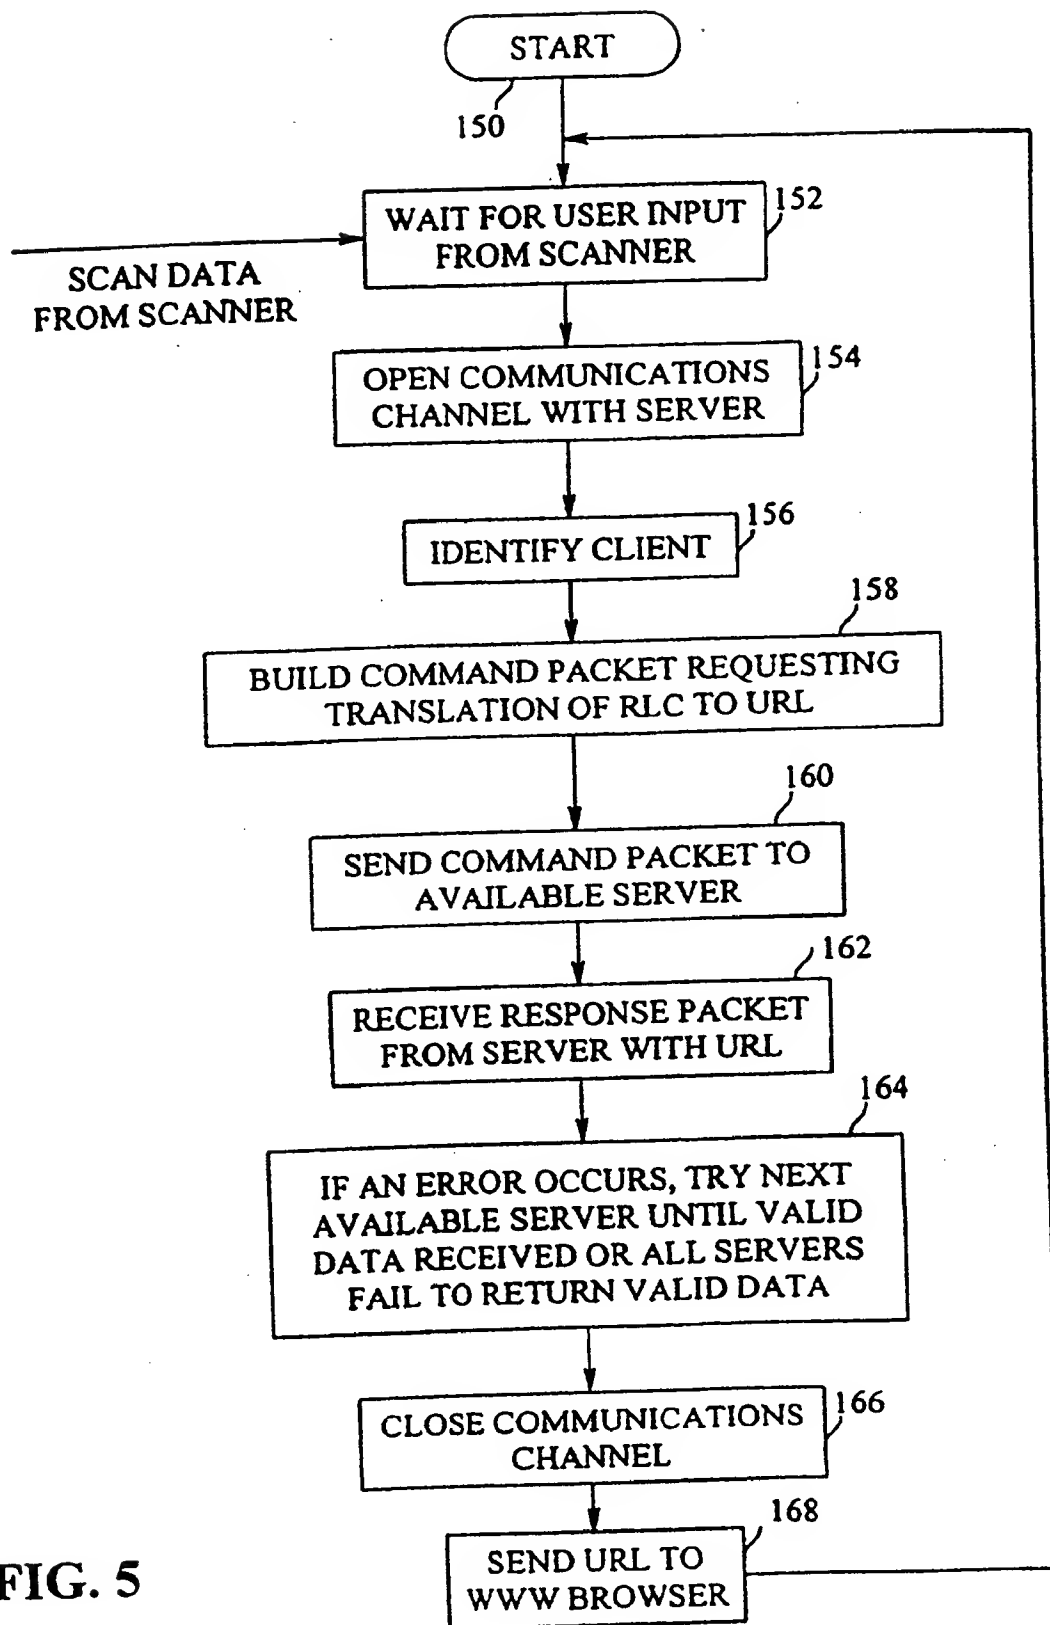 START
150
WAIT FOR USER INPUT
FROM SCANNER
152
SCAN DATA
FROM SCANNER
OPEN COMMUNICATIONS
CHANNEL WITH SERVER
154
IDENTIFY CLIENT
156
158
BUILD COMMAND PACKET REQUESTING
TRANSLATION OF RLC TO URL
160
SEND COMMAND PACKET TO
AVAILABLE SERVER
162
RECEIVE RESPONSE PACKET
FROM SERVER WITH URL
164
IF AN ERROR OCCURS, TRY NEXT
AVAILABLE SERVER UNTIL VALID
DATA RECEIVED OR ALL SERVERS
FAIL TO RETURN VALID DATA
CLOSE COMMUNICATIONS
CHANNEL
166
168
SEND URL TO
WWW BROWSER
FIG. 5